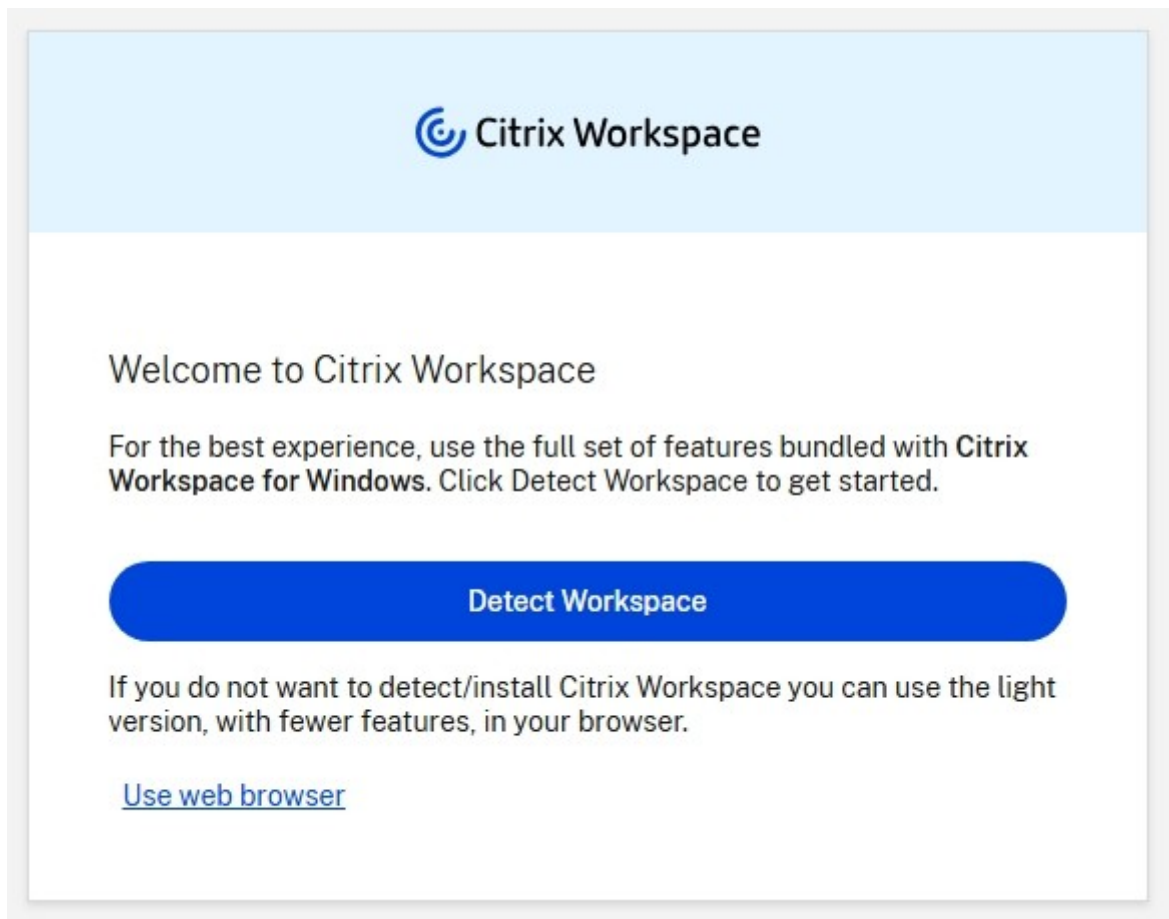 Citrix Workspace
Welcome to Citrix Workspace
For the best experience, use the full set of features bundled with Citrix
Workspace for Windows. Click Detect Workspace to get started.
Detect Workspace
If you do not want to detect/install Citrix Workspace you can use the light
version, with fewer features, in your browser.
Use web browser